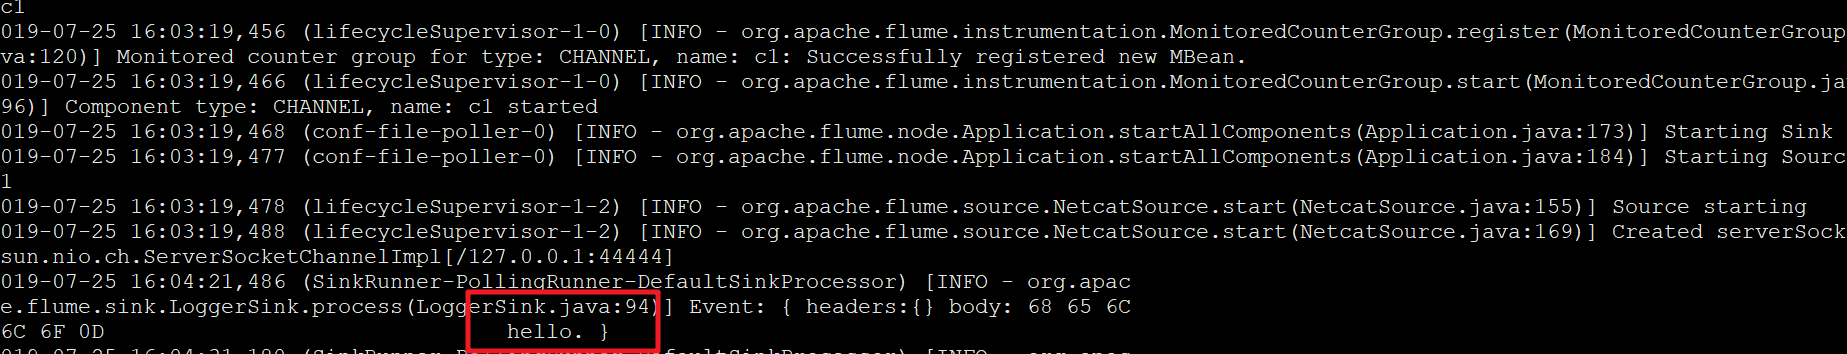 c1
019-07-25 16:03:19,456 (lifecycleSupervisor-1-0) [INFO - org.apache.flume.instrumentation.MonitoredCounterGroup.register(MonitoredCounterGroup
va:120)] Monitored counter group for type: CHANNEL, name: c1: Successfully registered new MBean.
019-07-25 16:03:19,466 (lifecycleSupervisor-1-0) [INFO - org.apache.flume.instrumentation.MonitoredCounterGroup.start(MonitoredCounterGroup.ja
96)] Component type: CHANNEL, name: c1 started
019-07-25 16:03:19,468 (conf-file-poller-0) [INFO - org.apache.flume.node.Application.startAllComponents(Application.java:173)] Starting Sink
019-07-25 16:03:19,477 (conf-file-poller-0) [INFO - org.apache.flume.node.Application.startAllComponents(Application.java:184)] Starting Sourc
1
019-07-25 16:03:19,478 (lifecycleSupervisor-1-2) [INFO - org.apache.flume.source.NetcatSource.start(NetcatSource.java:155)] Source starting
019-07-25 16:03:19,488 (lifecycleSupervisor-1-2) [INFO - org.apache.flume.source.NetcatSource.start(NetcatSource.java:169)] Created serverSock
sun.nio.ch.ServerSocketChannelImpl[/127.0.0.1:44444]
019-07-25 16:04:21,486 (SinkRunner-PollingRunner-DefaultSinkProcessor) [INFO - org.apac
e.flume.sink.LoggerSink.process(LoggerSink.java:94)] Event: { headers:{} body: 68 65 6C
6C 6F 0D hello. }